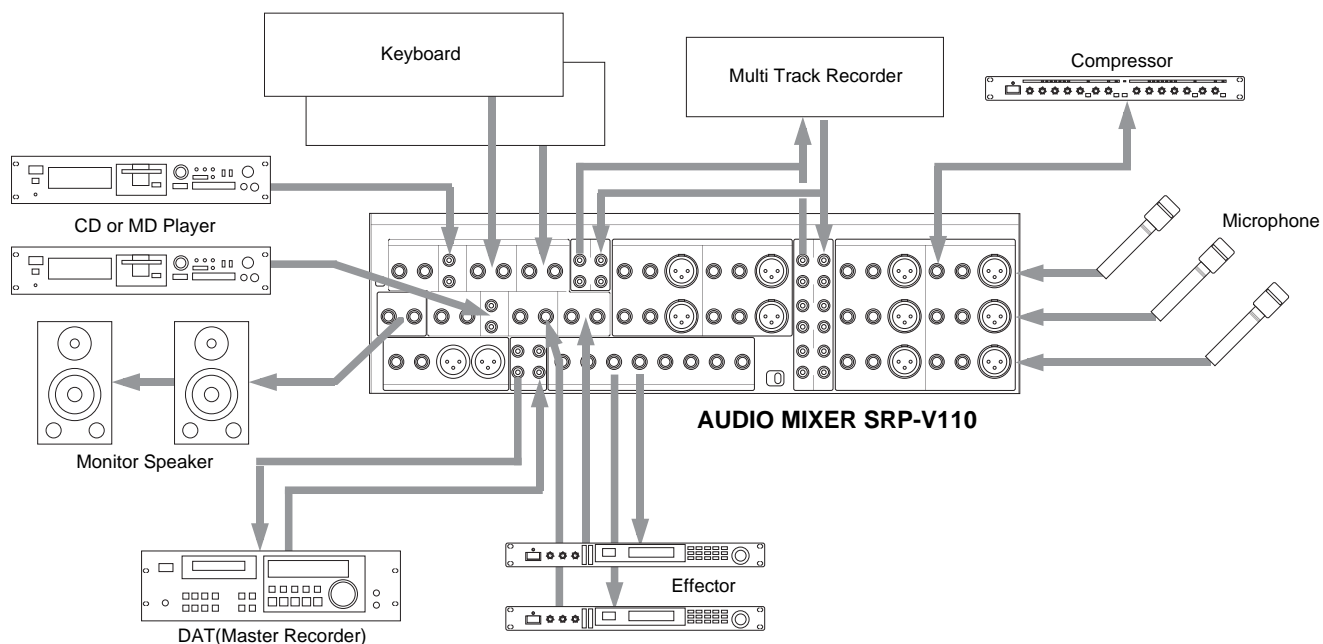 Keyboard
Multi Track Recorder
Compressor
CD or MD Player
Microphone
AUDIO MIXER SRP-V110
Monitor Speaker
Effector
DAT(Master Recorder)